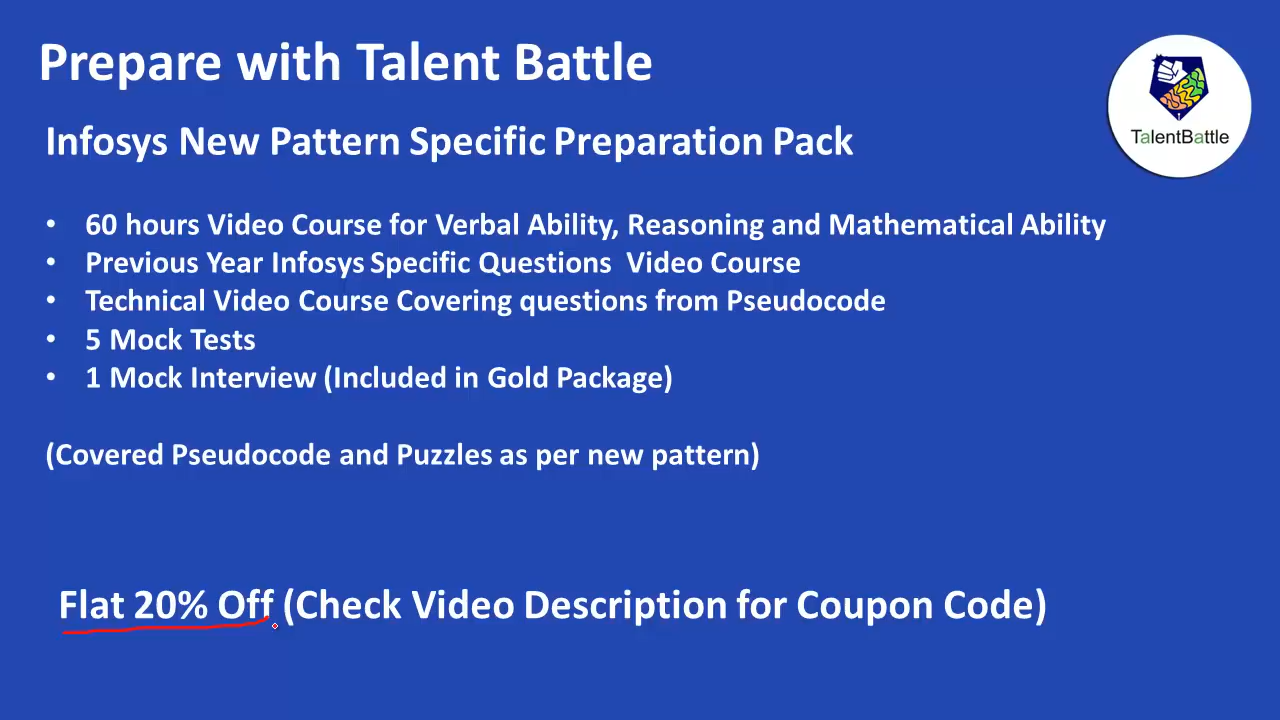 Prepare with Talent Battle
TalentBattle
Infosys New Pattern Specific Preparation Pack
• 60 hours Video Course for Verbal Ability, Reasoning and Mathematical Ability
• Previous Year Infosys Specific Questions Video Course
• Technical Video Course Covering questions from Pseudocode
• 5 Mock Tests
• 1 Mock Interview (Included in Gold Package)
(Covered Pseudocode and Puzzles as per new pattern)
Flat 20% Off (Check Video Description for Coupon Code)